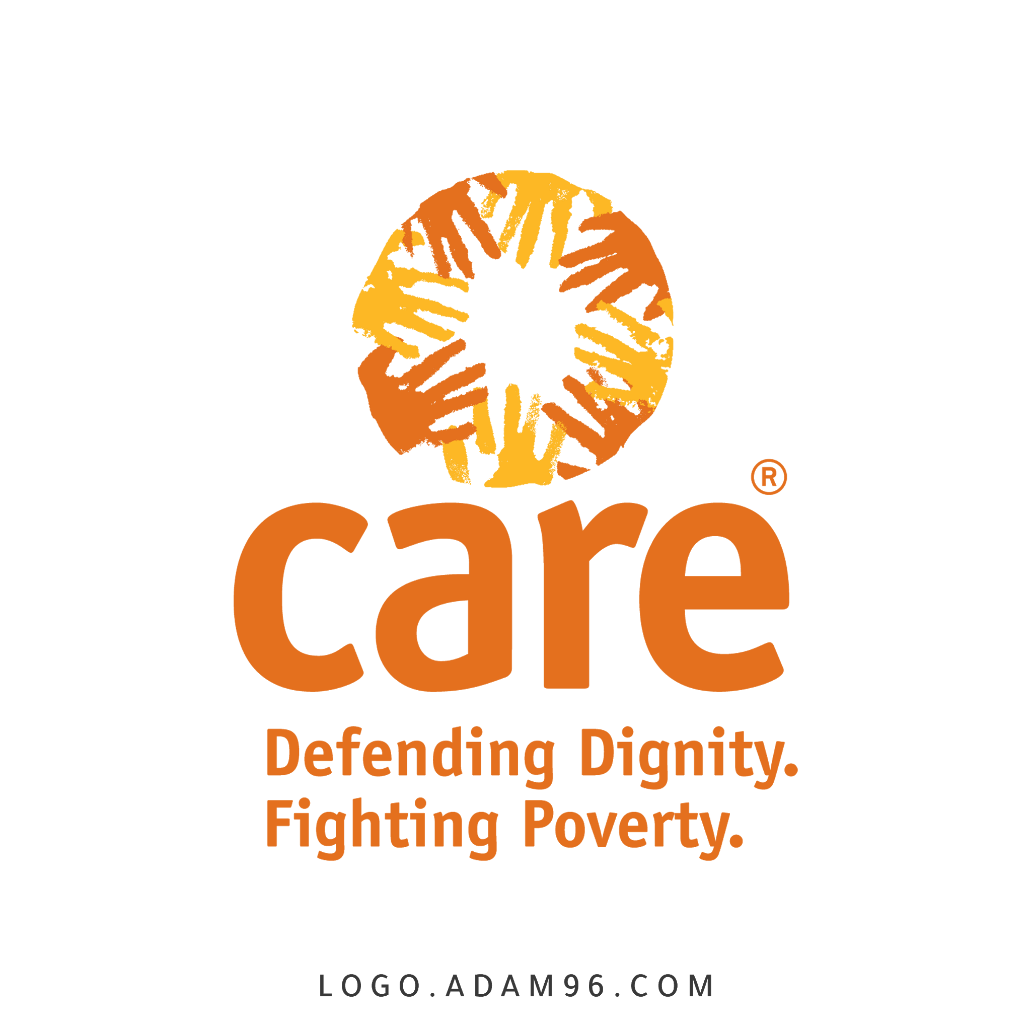 ®
care
Defending Dignity.
Fighting Poverty.
LOGO.ADAM96.COM